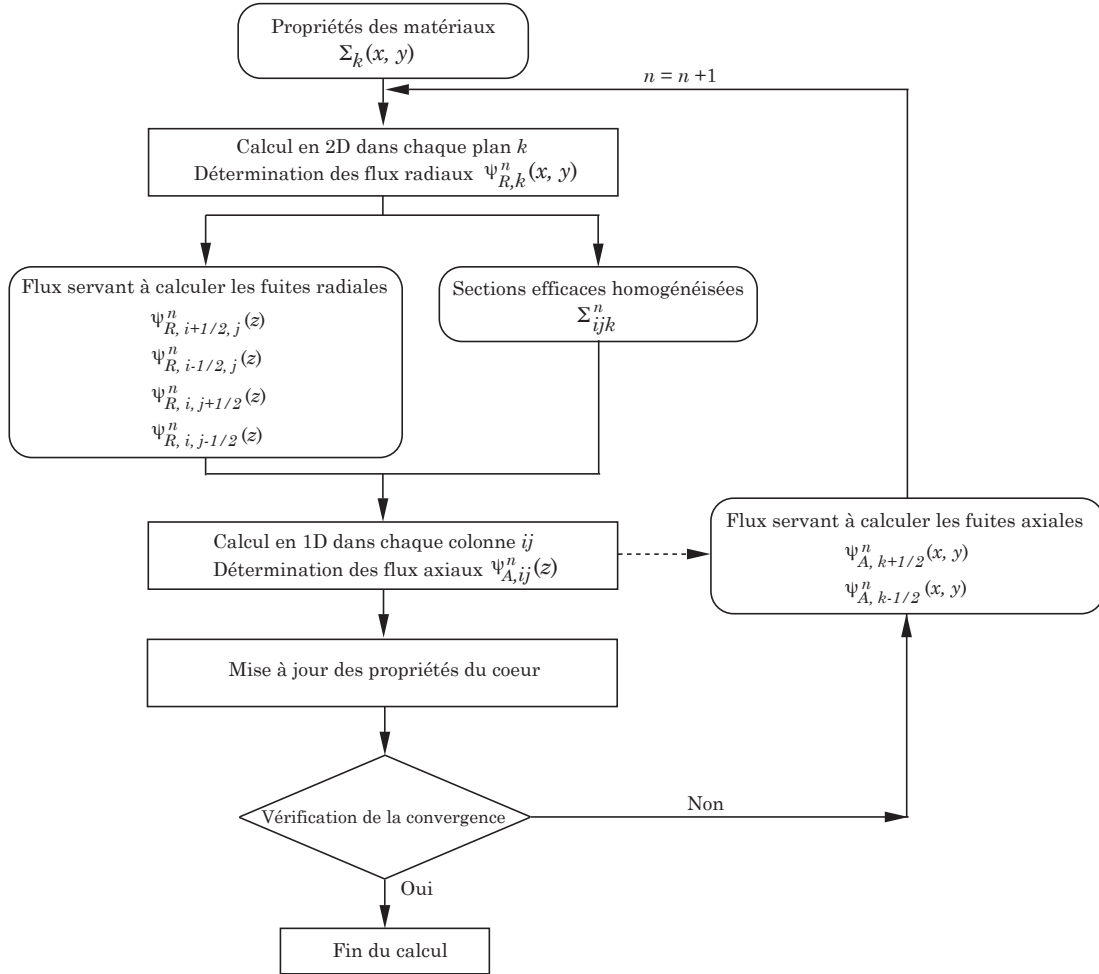 Propriétés des matériaux
Σ_k(x, y)
n = n +1
Calcul en 2D dans chaque plan k
Détermination des flux radiaux ψ^n_{R,k}(x, y)
Flux servant à calculer les fuites radiales
ψ^n_{R, i+1/2, j}(z)
ψ^n_{R, i-1/2, j}(z)
ψ^n_{R, i, j+1/2}(z)
ψ^n_{R, i, j-1/2}(z)
Sections efficaces homogénéisées
Σ^n_{ijk}
Calcul en 1D dans chaque colonne ij
Détermination des flux axiaux ψ^n_{A,ij}(z)
Flux servant à calculer les fuites axiales
ψ^n_{A, k+1/2}(x, y)
ψ^n_{A, k-1/2}(x, y)
Mise à jour des propriétés du coeur
Vérification de la convergence
Non
Oui
Fin du calcul